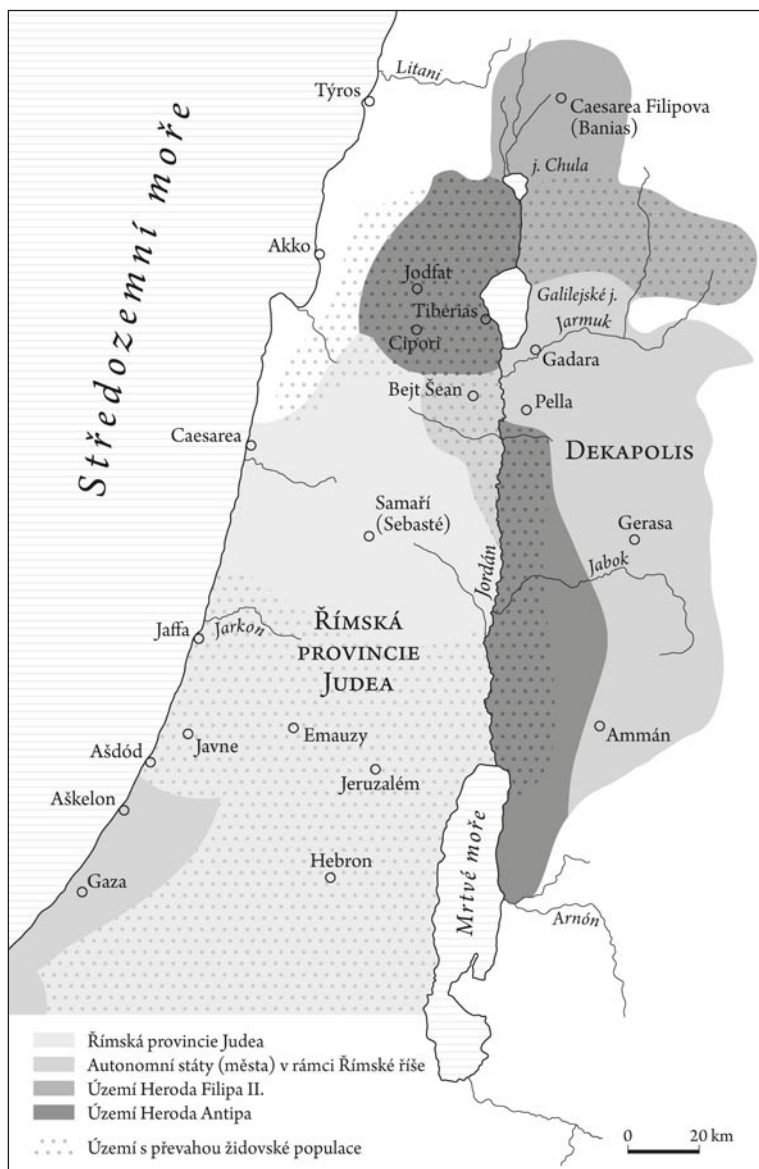 Litani
Týros
Caesarea Filipova
(Banias)
j. Chula
Středozemní moře
Akko
Jodfat
Tiberias
Galilejské j.
Jarmuk
Cipori
Gadara
Bejt Šean
Pella
Caesarea
DEKAPOLIS
Samaří
(Sebasté)
Gerasa
Jordán
Jabok
Jaffa
Jarkon
ŘÍMSKÁ
PROVINCIE
JUDEA
Emauzy
Javne
Ammán
Ašdód
Jeruzalém
Aškelon
Hebron
Gaza
Mrtvé moře
Arnón
Římská provincie Judea
Autonomní státy (města) v rámci Římské říše
Území Heroda Filipa II.
Území Heroda Antipa
Území s převahou židovské populace
0 20 km